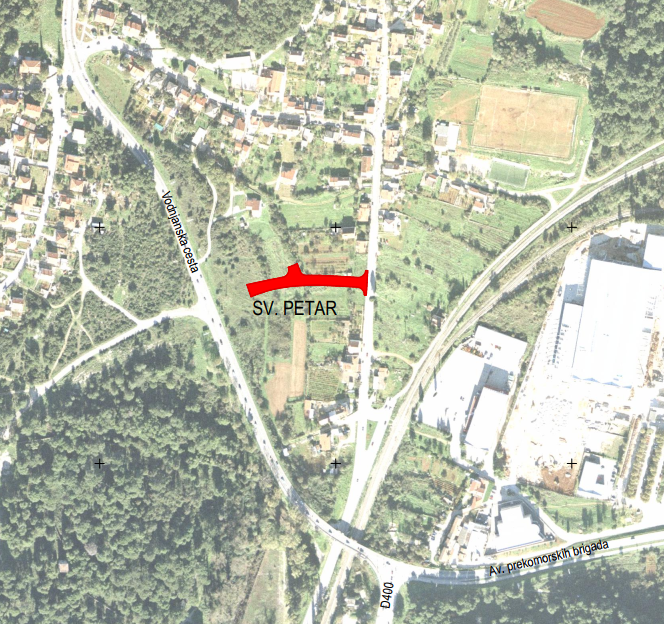 Vodnjanska cesta
SV. PETAR
Av. prekomorskih brigada
D400